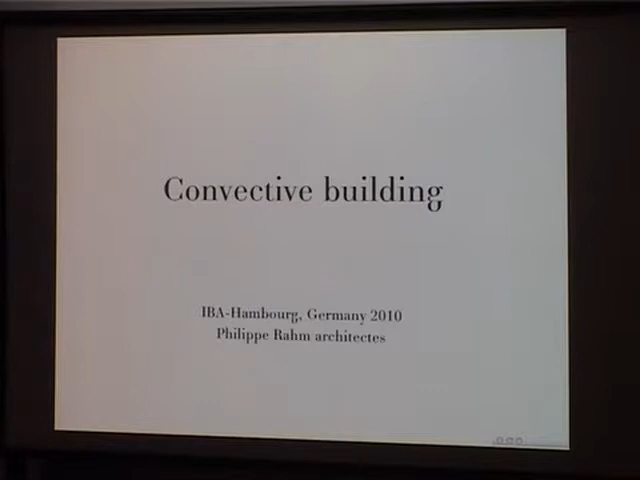 Convective building
IBA-Hambourg, Germany 2010
Philippe Rahm architectes